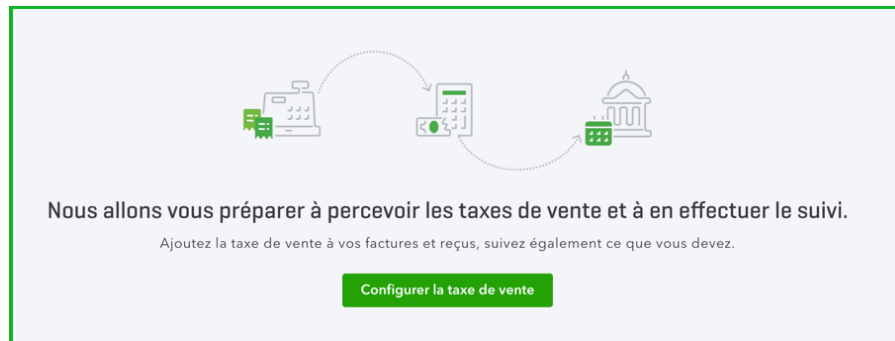 Nous allons vous préparer à percevoir les taxes de vente et à en effectuer le suivi.
Ajoutez la taxe de vente à vos factures et reçus, suivez également ce que vous devez.
Configurer la taxe de vente